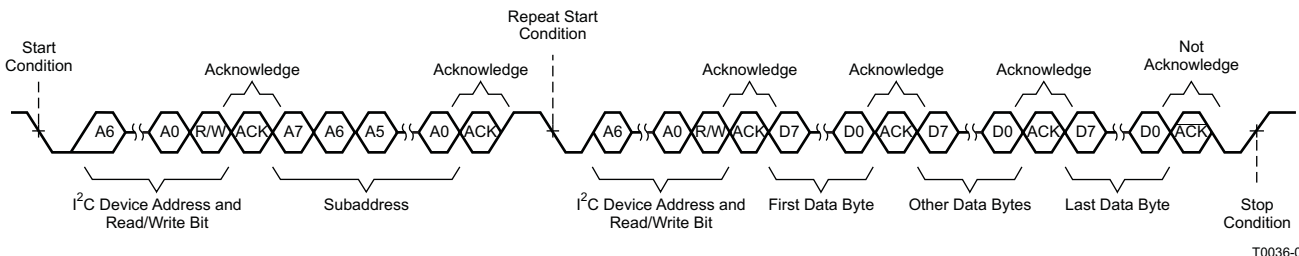 Repeat Start
Condition
Start
Condition
Not
Acknowledge
Acknowledge
Acknowledge
Acknowledge
Acknowledge
Acknowledge
A6 A0 R/W ACK A7 A6 A5 A0 ACK A6 A0 R/W ACK D7 D0 ACK D7 D0 ACK D7 D0 ACK
I²C Device Address and
Read/Write Bit
Subaddress
I²C Device Address and
Read/Write Bit
First Data Byte
Other Data Bytes
Last Data Byte
Stop
Condition